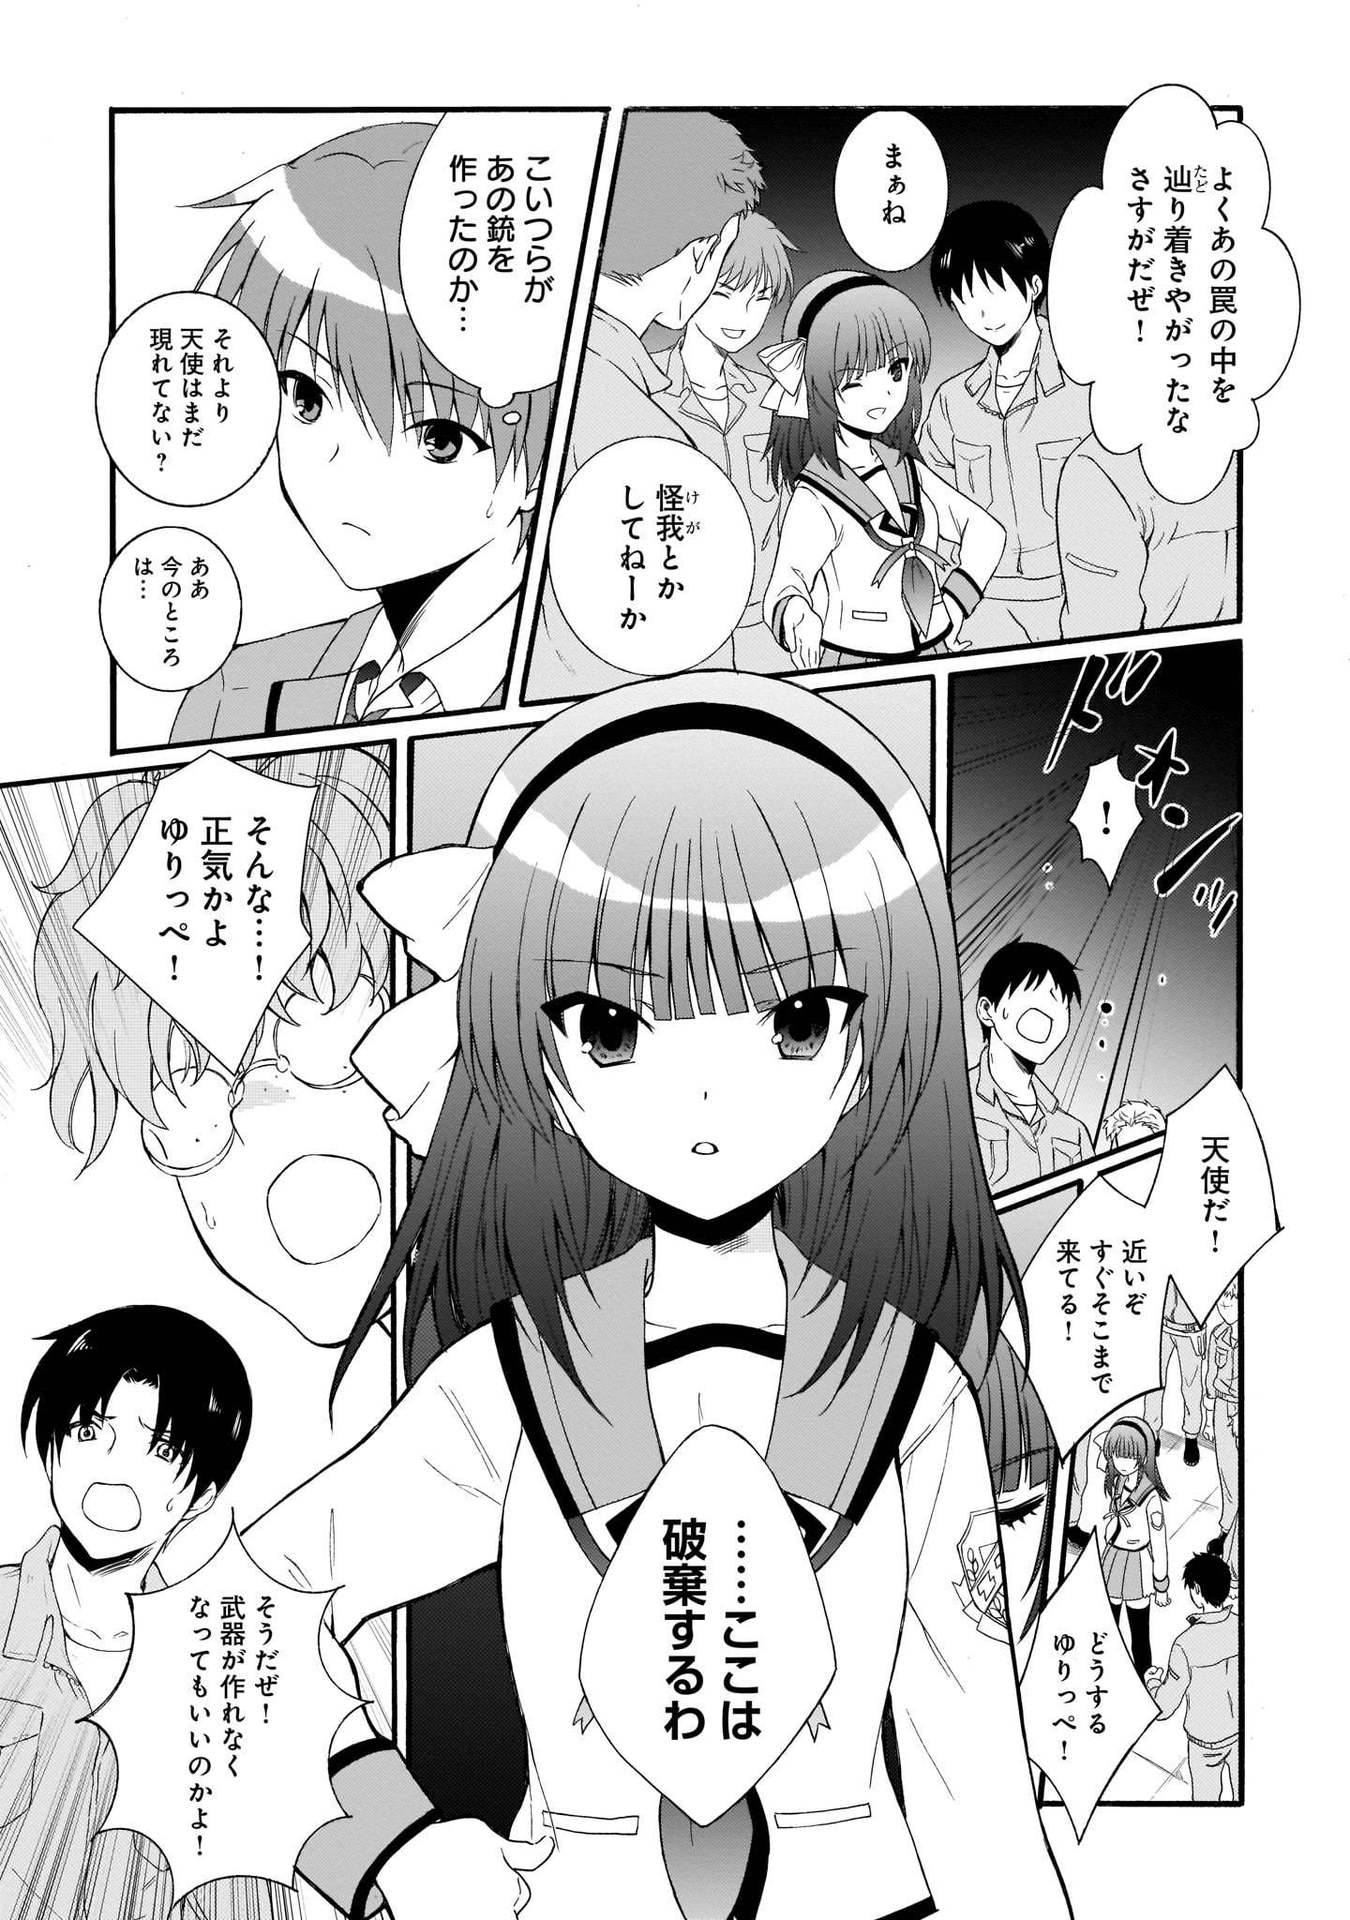 よくあの罠の中を
辿り着きやがったな
たど
さすがだぜ！
まぁね
怪我とか
けが
してねーか
こいつらが
あの銃を
作ったのか…
それより
天使はまだ
現れてない？
ああ
今のところ
は…
ドオンッ
！
天使だ！
近いぞ
すぐそこまで
来てる！
どうする
ゆりっぺ！
……ここは
破棄するわ
そんな…！
正気かよ
ゆりっぺ！
そうだぜ！
武器が作れなく
なってもいいのかよ！